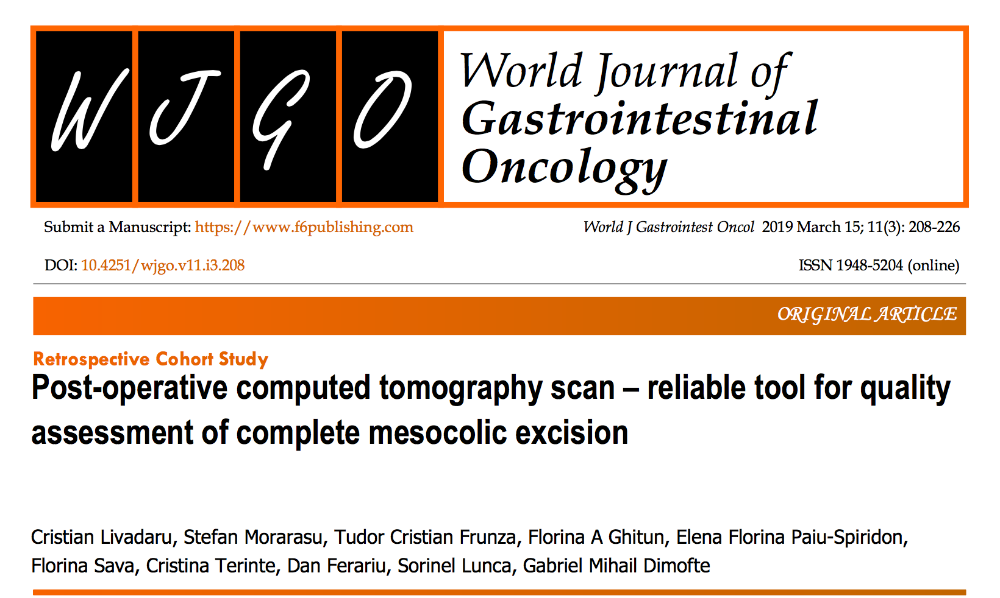 W J G O
World Journal of
Gastrointestinal
Oncology
Submit a Manuscript: https://www.f6publishing.com
World J Gastrointest Oncol 2019 March 15; 11(3): 208-226
DOI: 10.4251/wjgo.v11.i3.208
ISSN 1948-5204 (online)
ORIGINAL ARTICLE
Retrospective Cohort Study
Post-operative computed tomography scan – reliable tool for quality
assessment of complete mesocolic excision
Cristian Livadaru, Stefan Morarasu, Tudor Cristian Frunza, Florina A Ghitun, Elena Florina Paiu-Spiridon,
Florina Sava, Cristina Terinte, Dan Ferariu, Sorinel Lunca, Gabriel Mihail Dimofte